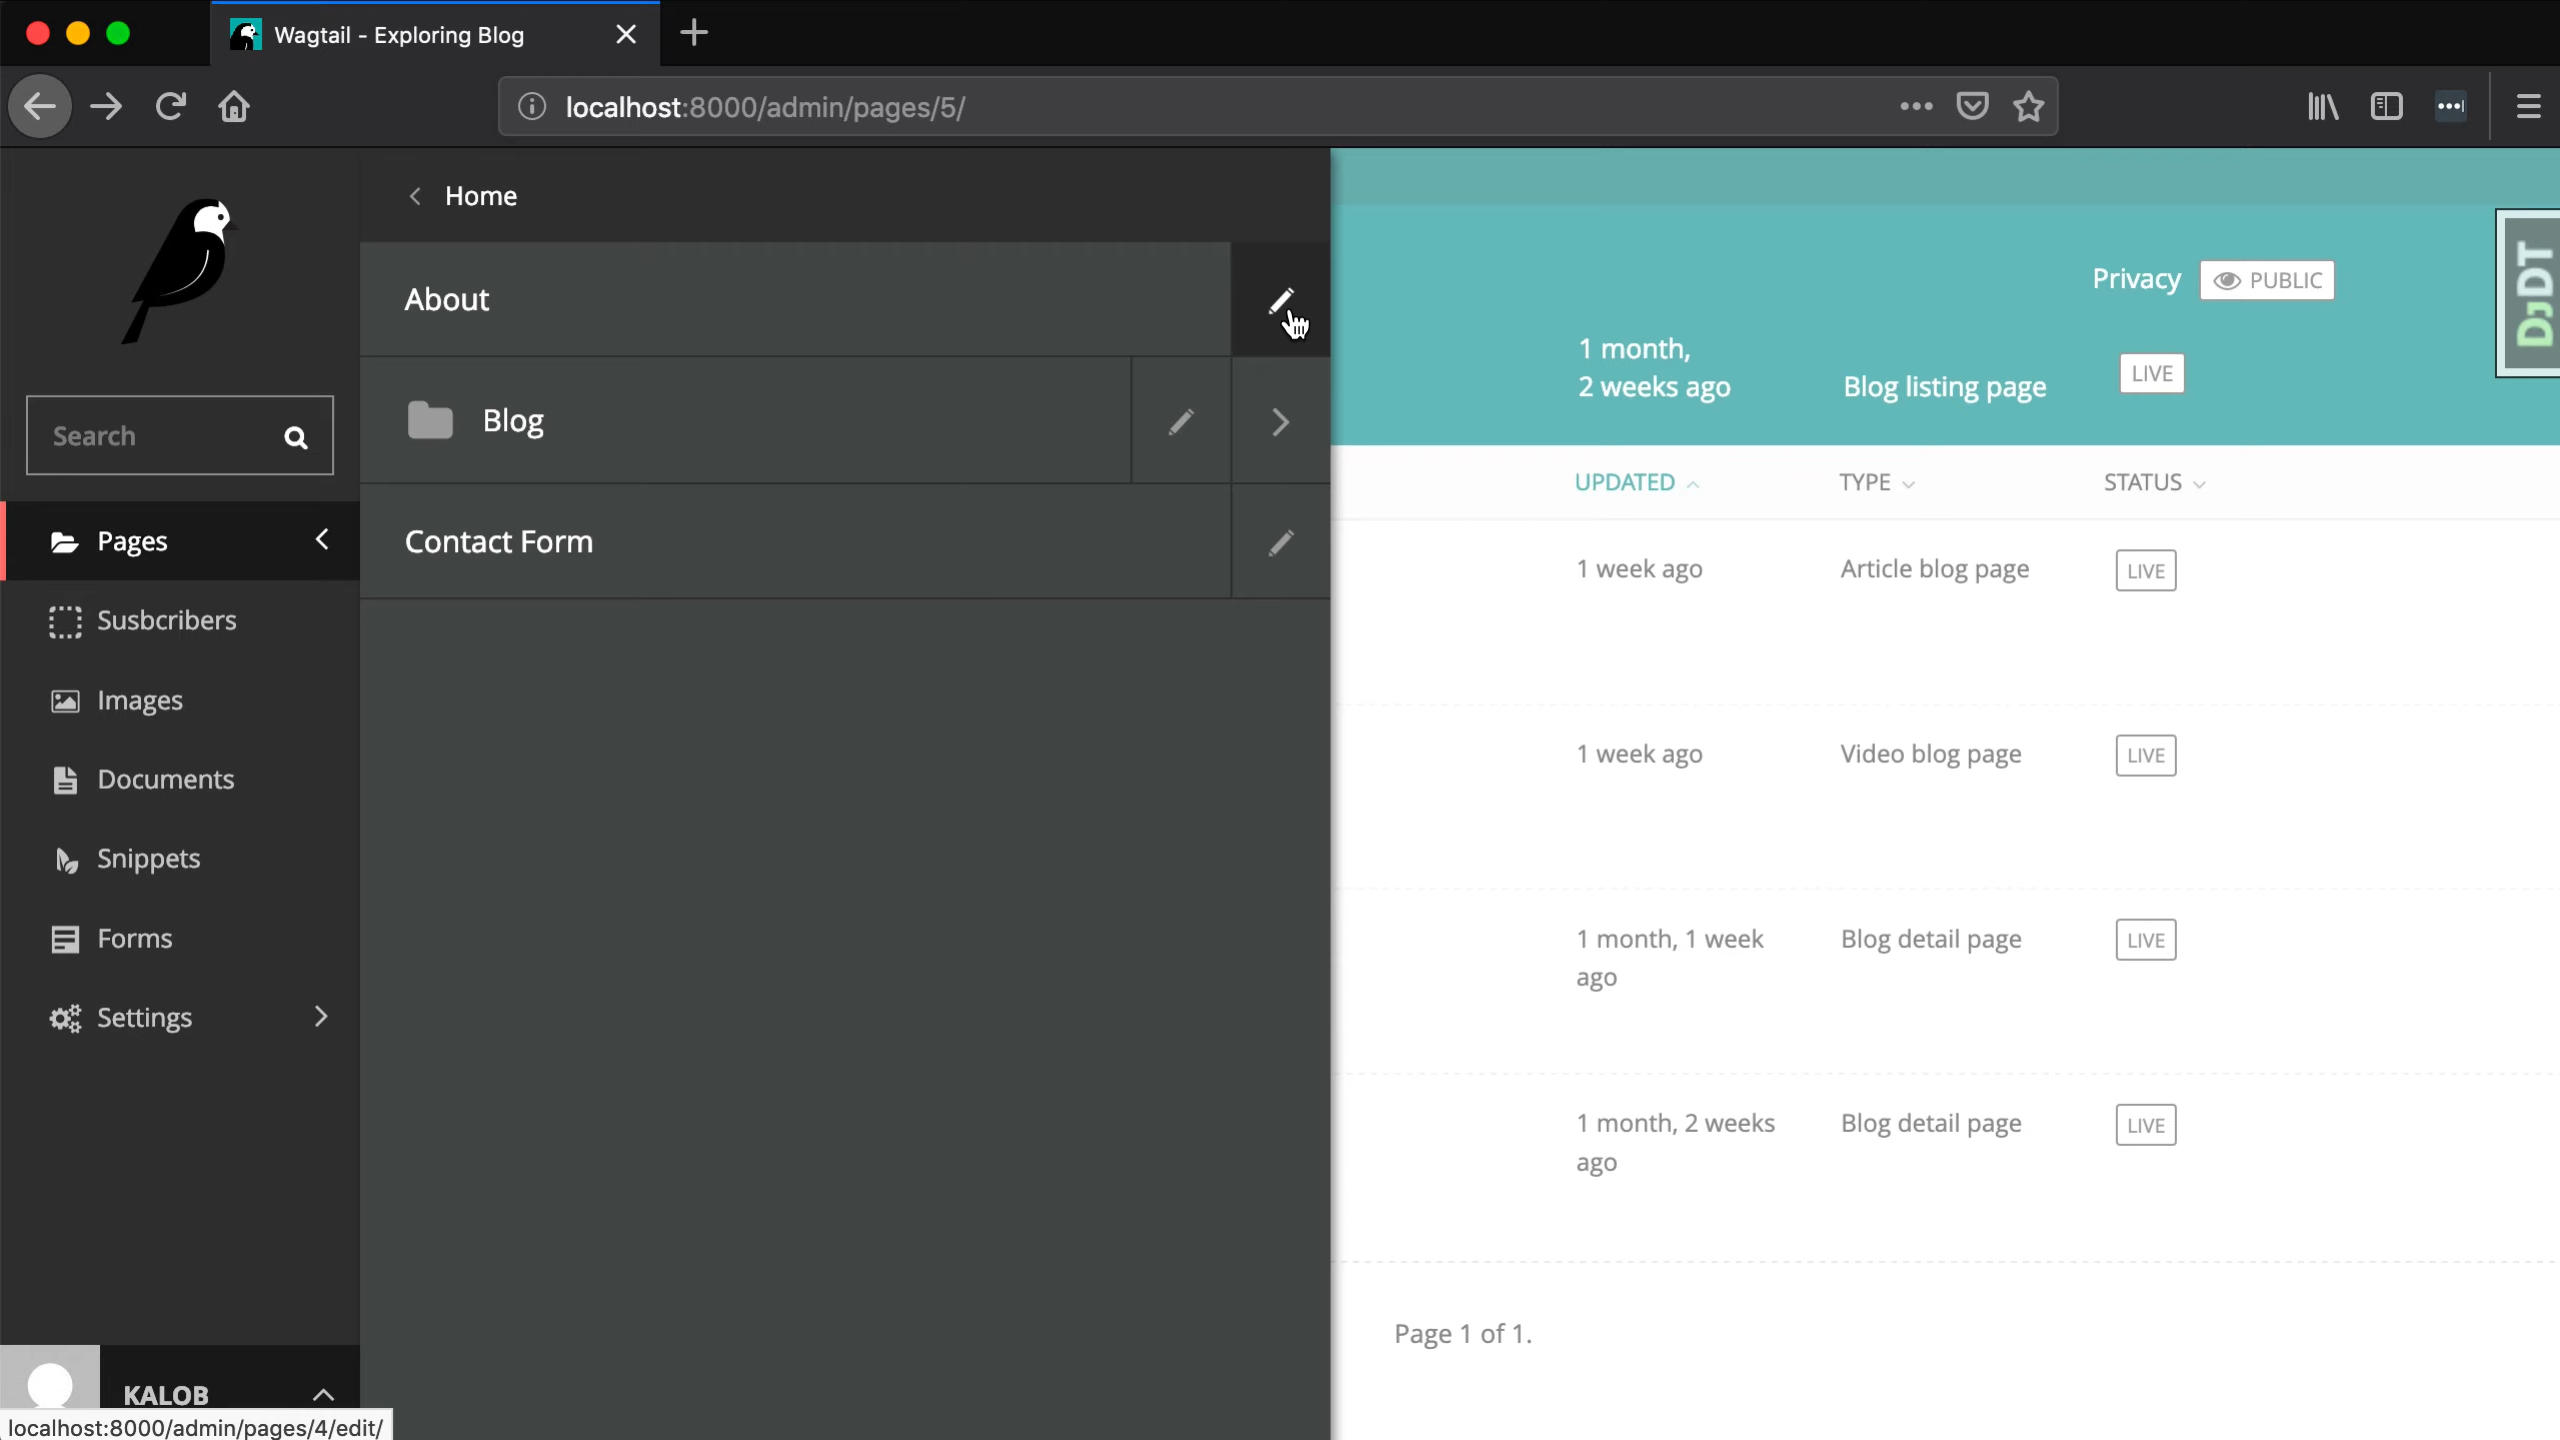 Wagtail - Exploring Blog
localhost:8000/admin/pages/5/
Search
Pages
Susbcribers
Images
Documents
Snippets
Forms
Settings
KALOB
localhost:8000/admin/pages/4/edit/
Home
About
Blog
Contact Form
Privacy
PUBLIC
1 month,
2 weeks ago
Blog listing page
LIVE
DJDT
UPDATED
TYPE
STATUS
1 week ago
Article blog page
LIVE
1 week ago
Video blog page
LIVE
1 month, 1 week
ago
Blog detail page
LIVE
1 month, 2 weeks
ago
Blog detail page
LIVE
Page 1 of 1.